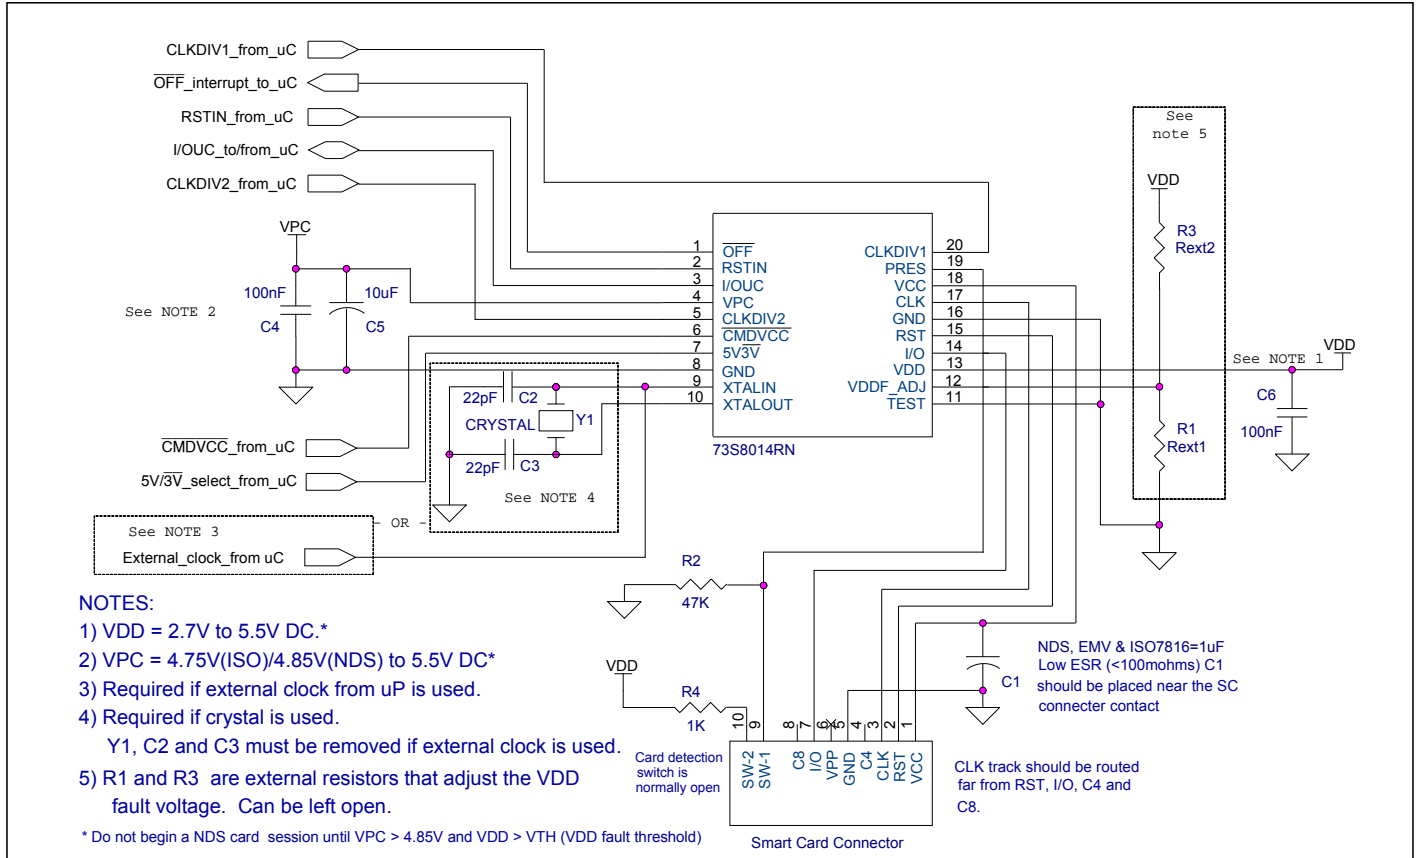 CLKDIV1_from_uC
OFF_interrupt_to_uC
RSTIN_from_uC
I/OUC_to/from_uC
CLKDIV2_from_uC
VPC
100nF
10uF
C4
C5
See NOTE 2
1
2
3
4
5
6
7
8
9
10
OFF
RSTIN
I/OUC
VPC
CLKDIV2
CMDVCC
5V3V
GND
XTALIN
XTALOUT
CLKDIV1
PRES
VCC
CLK
GND
RST
I/O
VDD
VDDF_ADJ
TEST
20
19
18
17
16
15
14
13
12
11
73S8014RN
See
note 5
VDD
R3
Rext2
R1
Rext1
See NOTE 1
VDD
C6
100nF
22pF
C2
CRYSTAL
Y1
22pF
C3
See NOTE 4
CMDVCC_from_uC
5V/3V_select_from_uC
- OR -
See NOTE 3
External_clock_from uC
R2
47K
VDD
R4
1K
C1
NDS, EMV & ISO7816=1uF
Low ESR (<100mohms) C1
should be placed near the SC
connecter contact
10
9
8
7
6
5
4
3
2
1
SW-2
SW-1
C8
I/O
VPP
GND
C4
CLK
RST
VCC
Card detection
switch is
normally open
CLK track should be routed
far from RST, I/O, C4 and
C8.
Smart Card Connector
NOTES:
1) VDD = 2.7V to 5.5V DC.*
2) VPC = 4.75V(ISO)/4.85V(NDS) to 5.5V DC*
3) Required if external clock from uP is used.
4) Required if crystal is used.
Y1, C2 and C3 must be removed if external clock is used.
5) R1 and R3 are external resistors that adjust the VDD
fault voltage. Can be left open.
* Do not begin a NDS card session until VPC > 4.85V and VDD > VTH (VDD fault threshold)